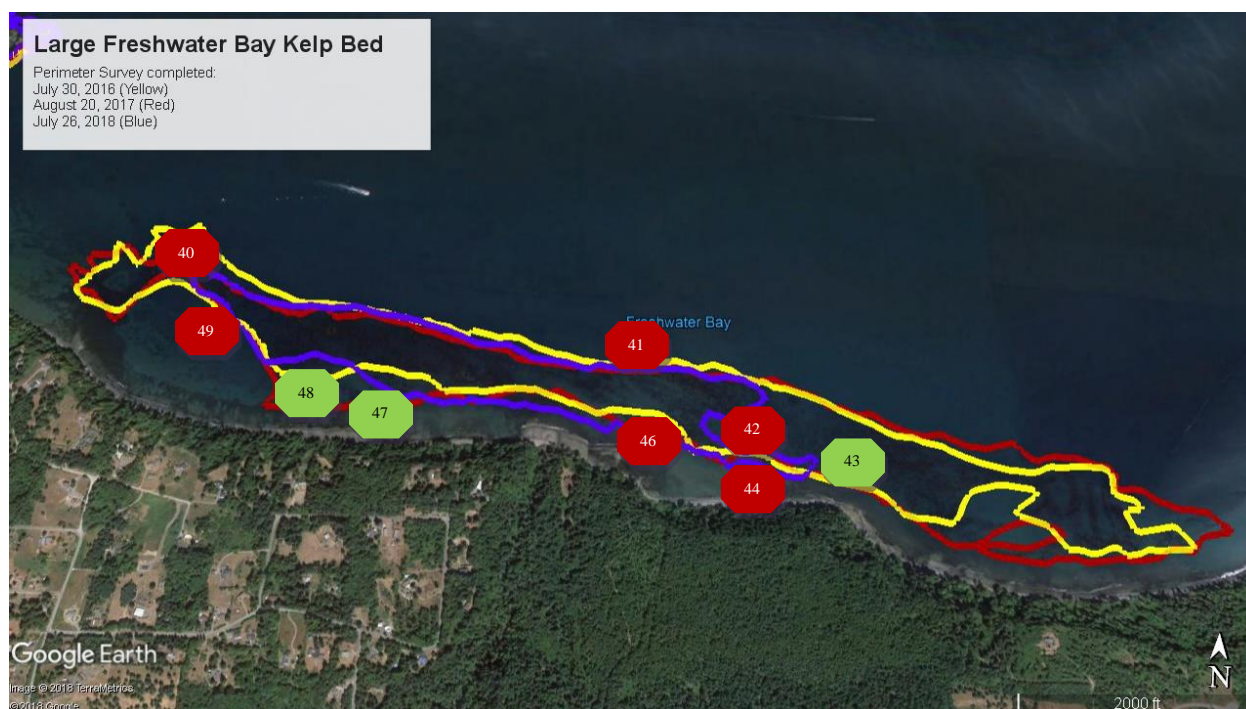 Large Freshwater Bay Kelp Bed
Perimeter Survey completed:
July 30, 2016 (Yellow)
August 20, 2017 (Red)
July 26, 2018 (Blue)
40
Freshwater Bay
49
41
48
47
42
46
43
44
Google Earth
N
Image © 2018 TerraMetrics
©2018 Google
2000 ft